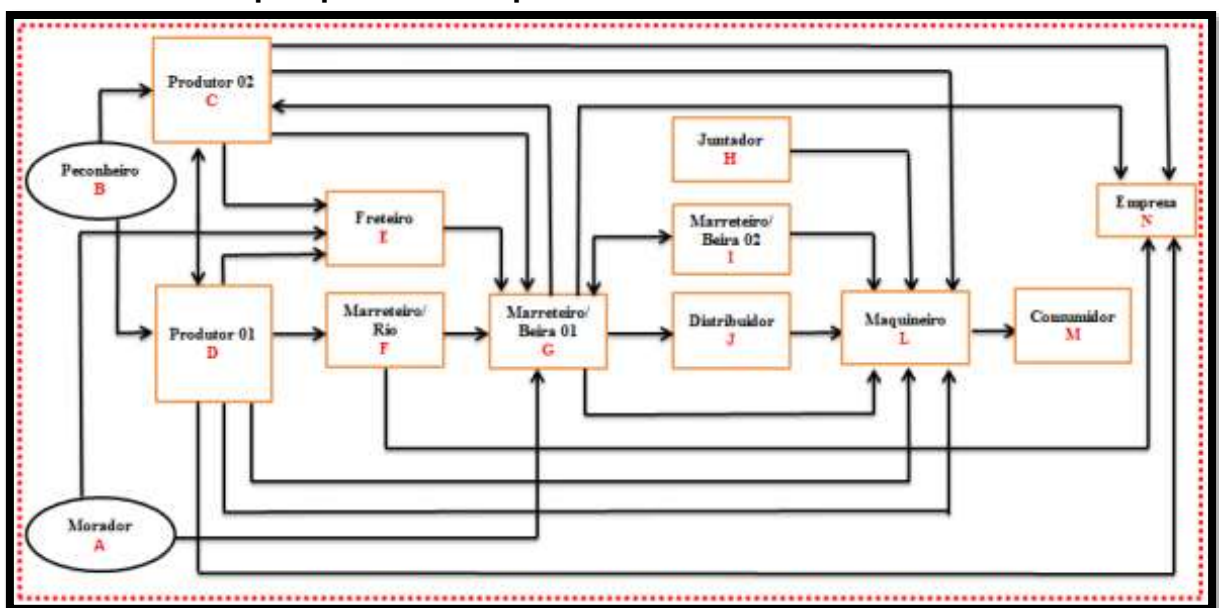 Produtor 02
C
Peconheiro
B
Juntador
H
Empresa
N
Freteiro
E
Marreteiro/
Beira 02
I
Produtor 01
D
Marreteiro/
Rio
F
Marreteiro/
Beira 01
G
Distribuidor
J
Maquineiro
L
Consumidor
M
Morador
A